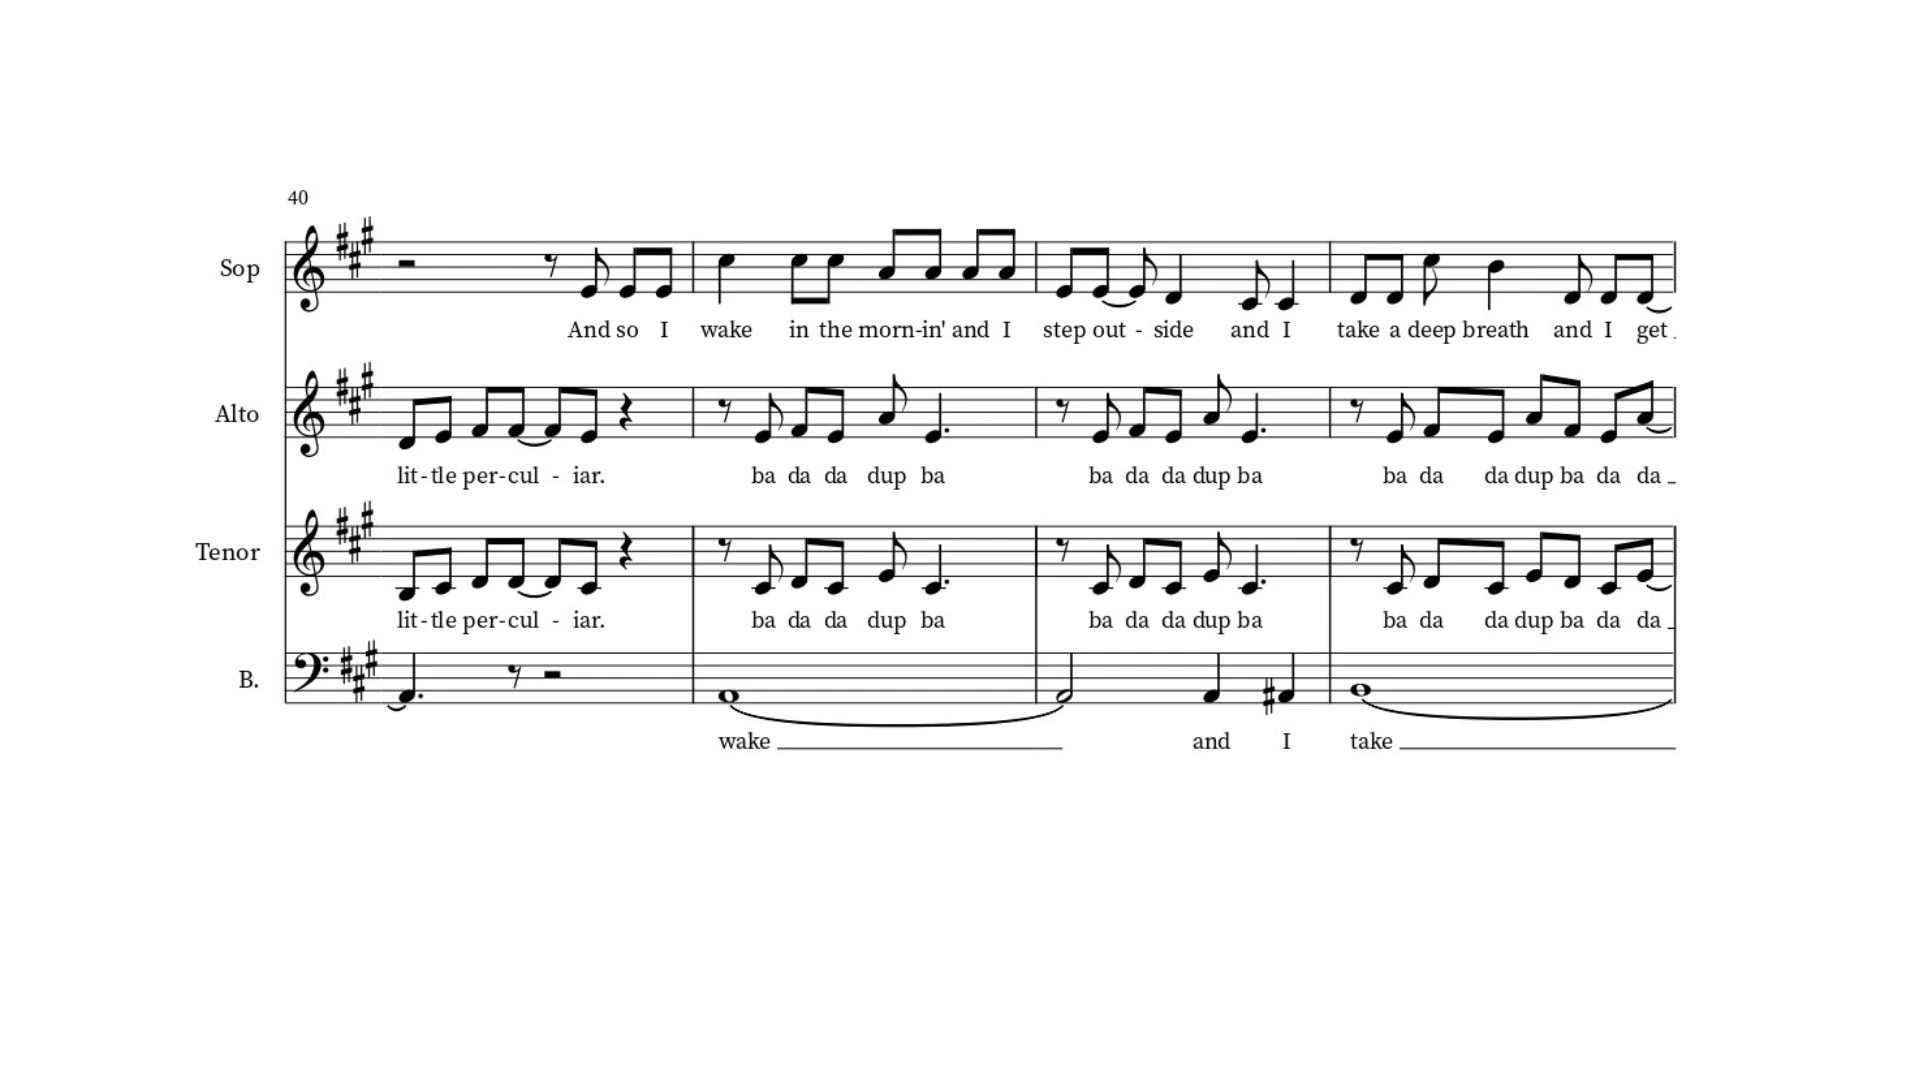 40
Sop
And so I wake in the morn-in' and I step out - side and I take a deep breath and I get
Alto
lit-tle per-cul - iar. ba da da dup ba ba da da dup ba ba da da dup ba da da
Tenor
lit-tle per-cul - iar. ba da da dup ba ba da da dup ba ba da da dup ba da da
B.
wake and I take